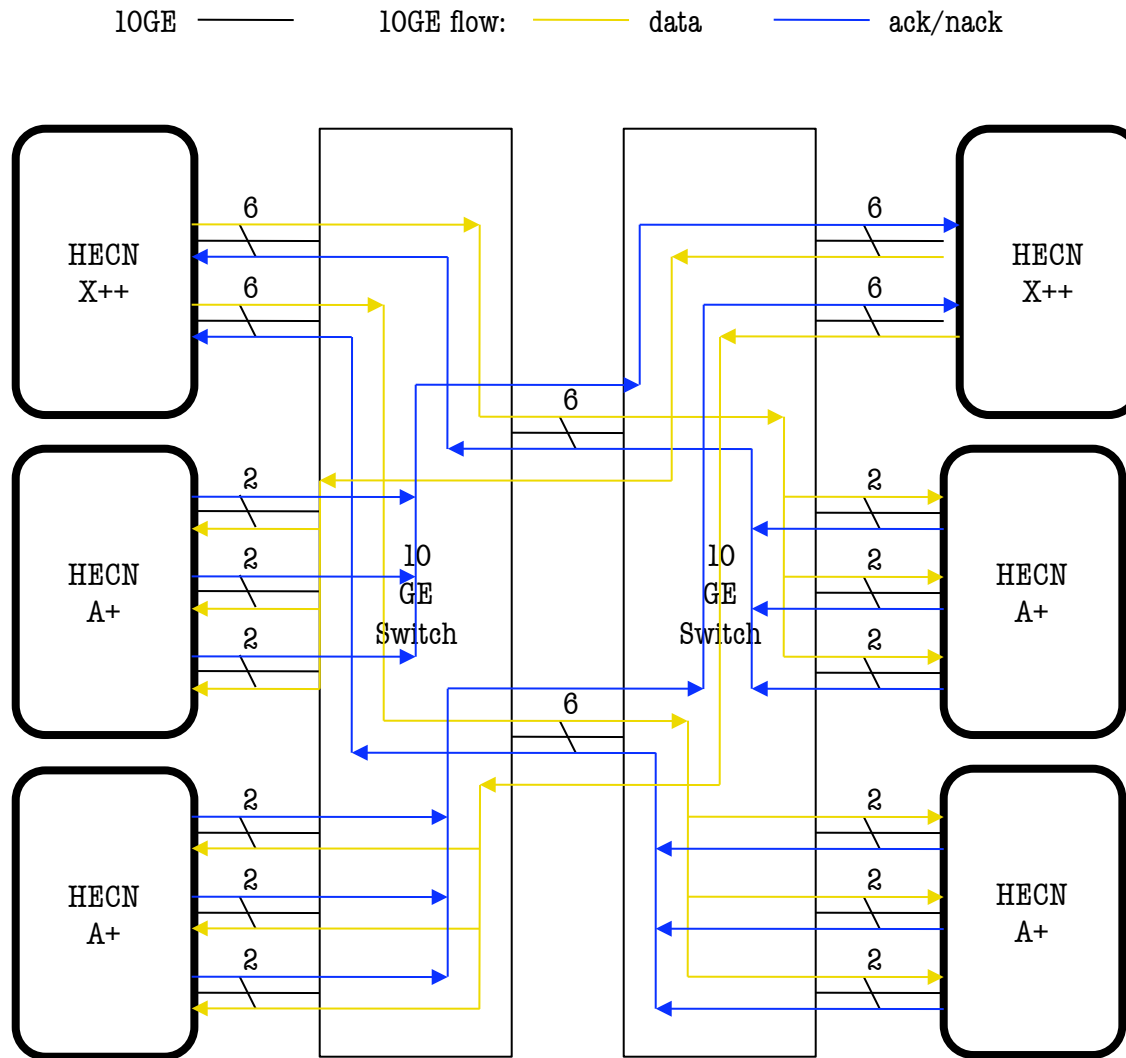 10GE 10GE flow: data ack/nack
6 6
HECN
X++
HECN
X++
6 6
6
2 2
HECN
A+
HECN
A+
2 2
10
GE
Switch
10
GE
Switch
2 2
6
2 2
HECN
A+
HECN
A+
2 2
2 2